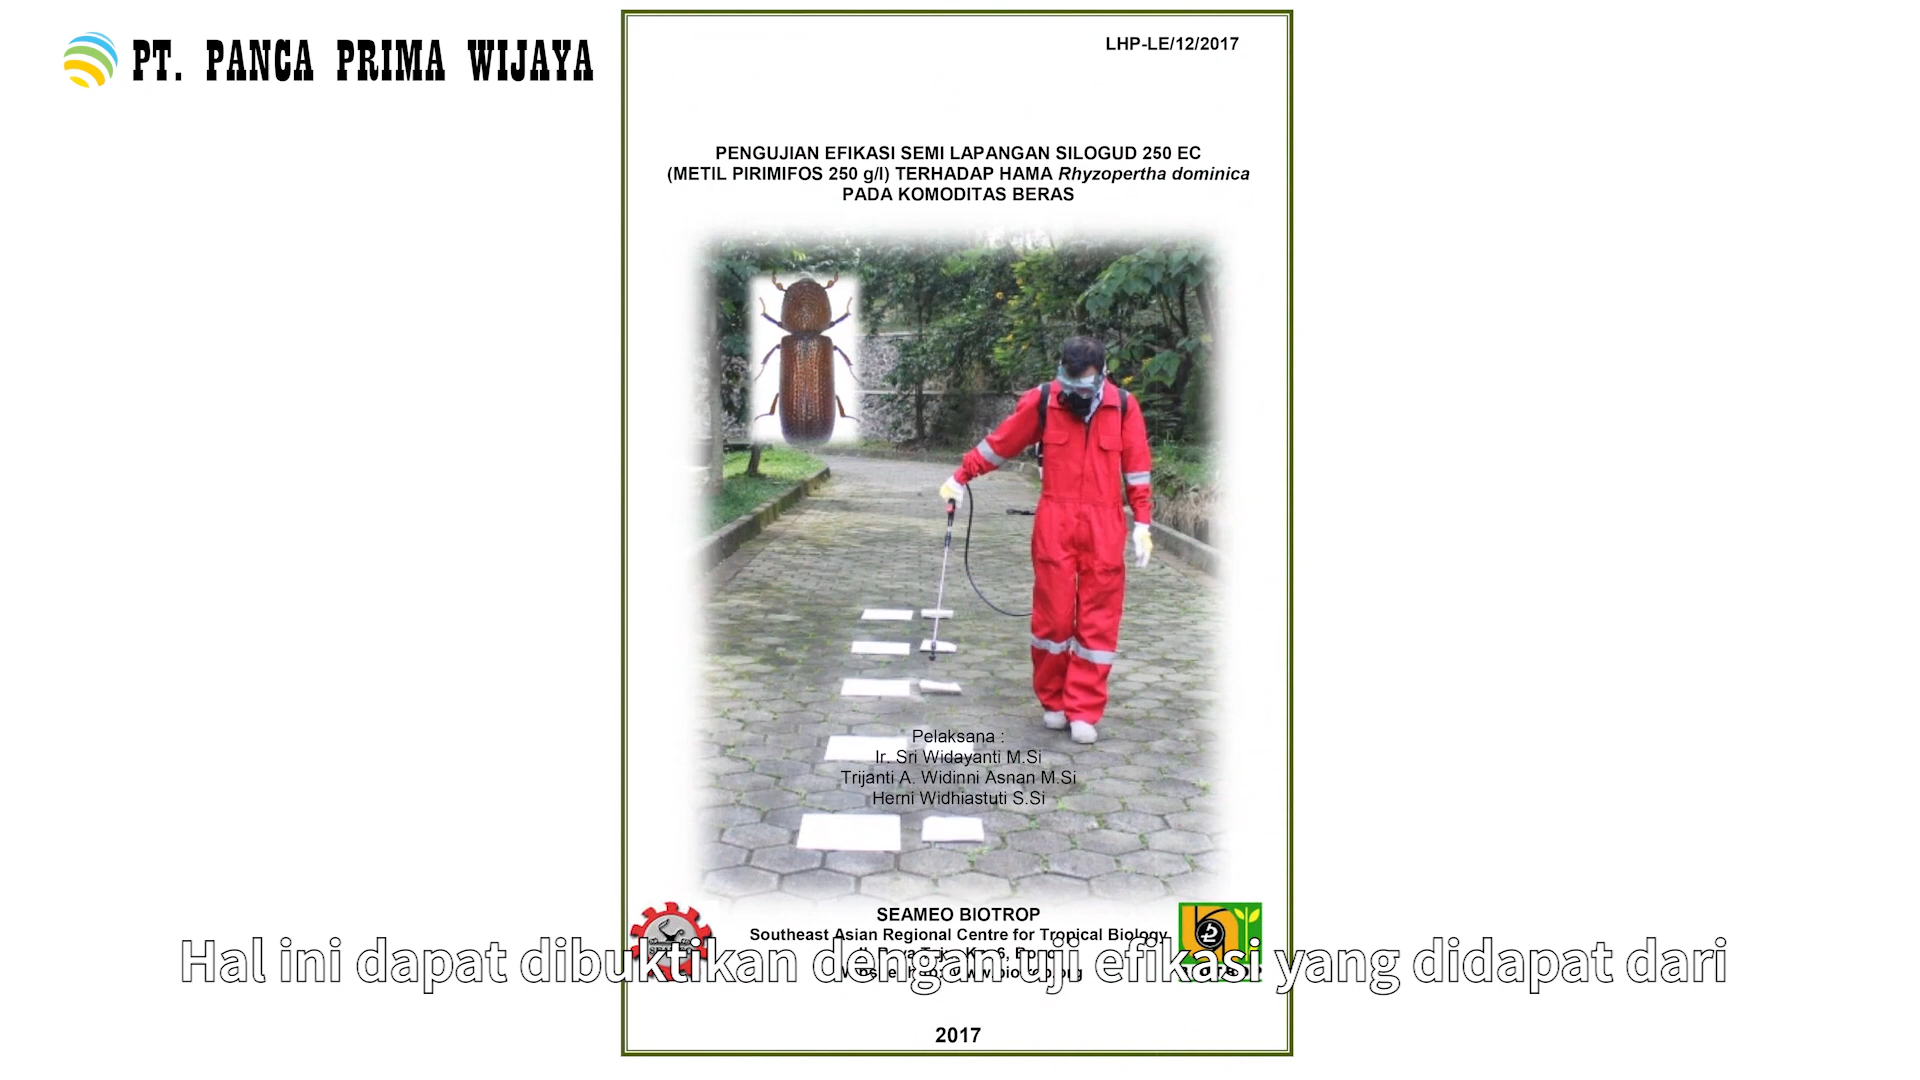 PT. PANCA PRIMA WIJAYA
LHP-LE/12/2017
PENGUJIAN EFIKASI SEMI LAPANGAN SILOGUD 250 EC
(METIL PIRIMIFOS 250 g/l) TERHADAP HAMA Rhyzopertha dominica
PADA KOMODITAS BERAS
Pelaksana :
Ir. Sri Widayanti M.Si
Trijanti A. Widinni Asnan M.Si
Herni Widhiastuti S.Si
SEAMEO BIOTROP
Southeast Asian Regional Centre for Tropical Biology
Hal ini dapat dibuktikan dengan uji efikasi yang didapat dari
2017